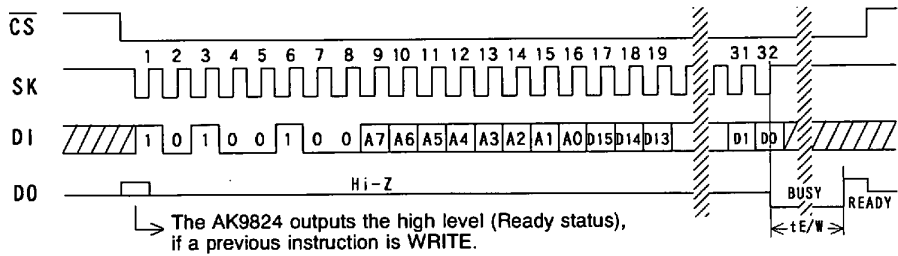 CS
1 2 3 4 5 6 7 8 9 10 11 12 13 14 15 16 17 18 19 31 32
SK
DI 1 0 1 0 0 1 0 0 A7 A6 A5 A4 A3 A2 A1 A0 D15 D14 D13 D1 D0
DO Hi-Z BUSY READY
tE/W
The AK9824 outputs the high level (Ready status),
if a previous instruction is WRITE.